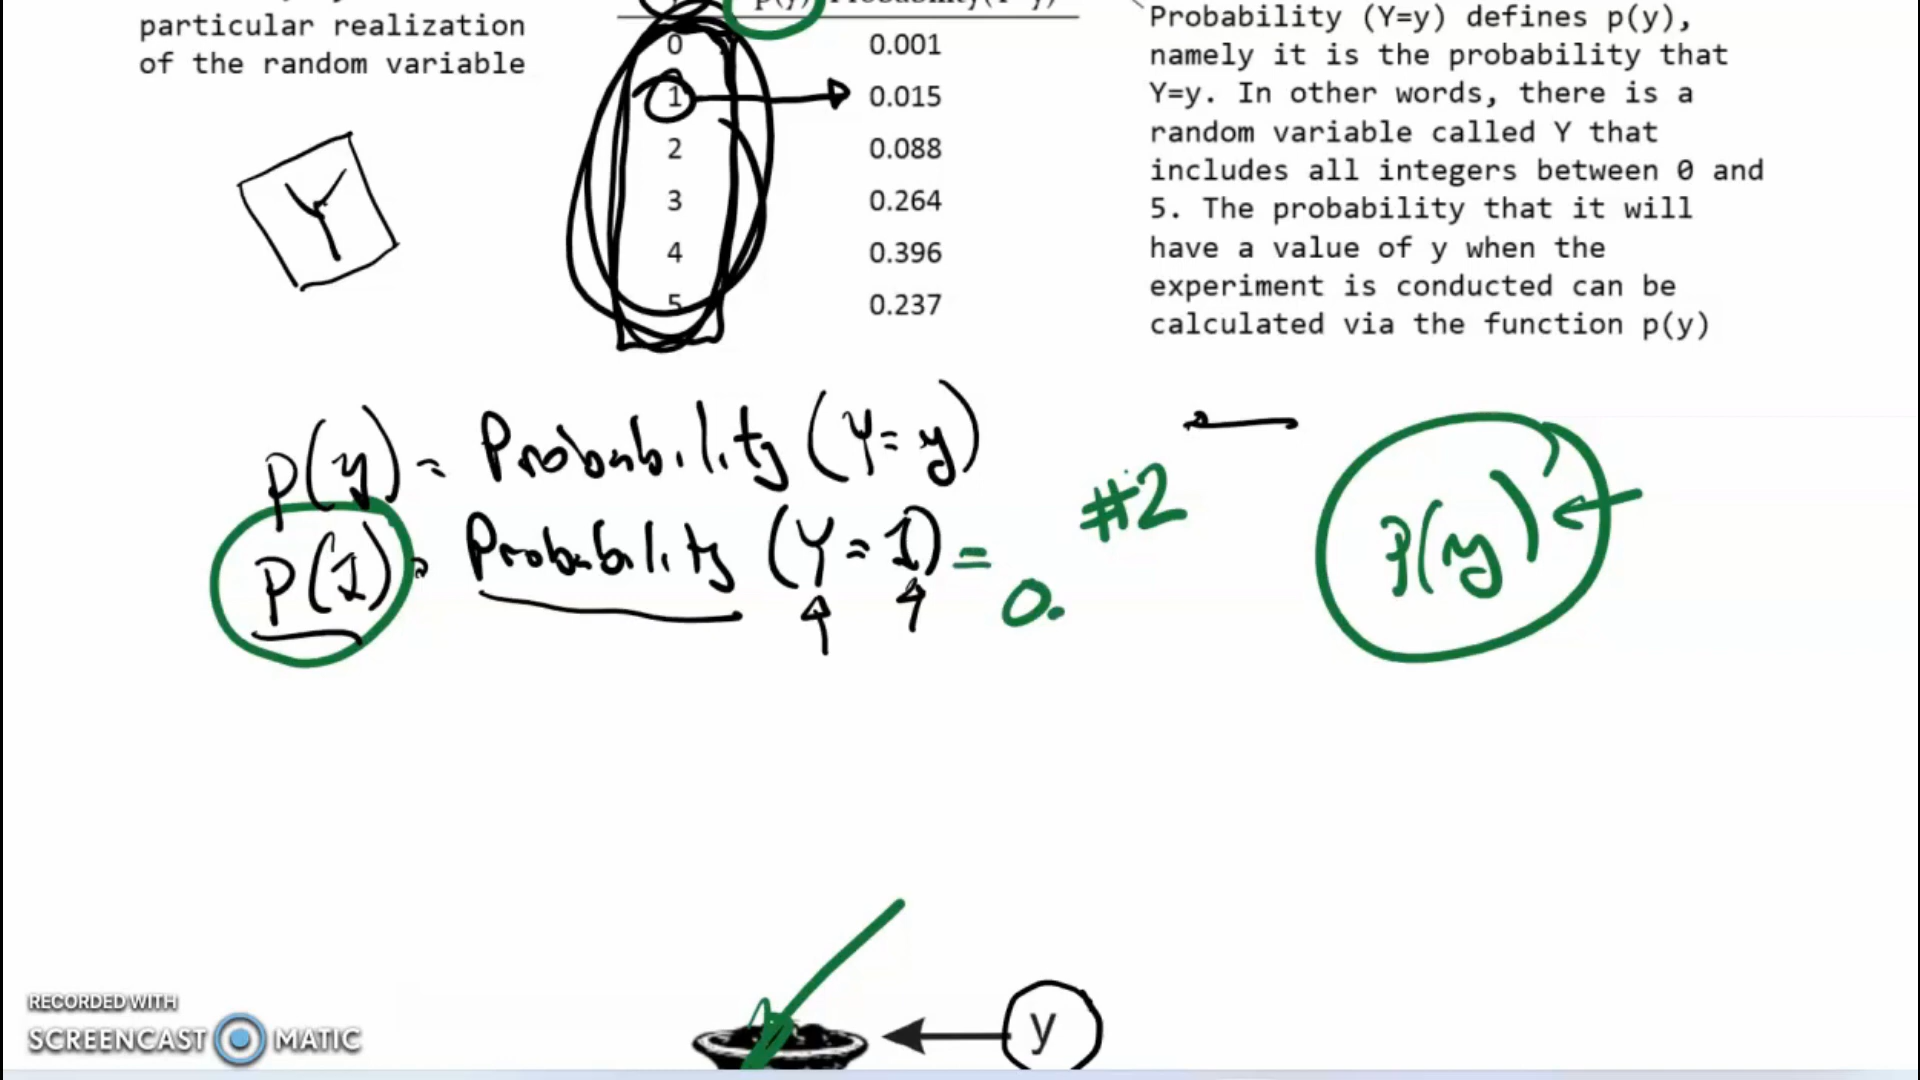 particular realization
of the random variable
p(y) Probability(Y=y)
0 0.001
1 0.015
2 0.088
3 0.264
4 0.396
5 0.237
Probability (Y=y) defines p(y),
namely it is the probability that
Y=y. In other words, there is a
random variable called Y that
includes all integers between 0 and
5. The probability that it will
have a value of y when the
experiment is conducted can be
calculated via the function p(y)
Y
p(y) = Probability (Y=y)
P(1) = Probability (Y=1) =
0.
#2
P(y)
y
RECORDED WITH
SCREENCAST MATIC